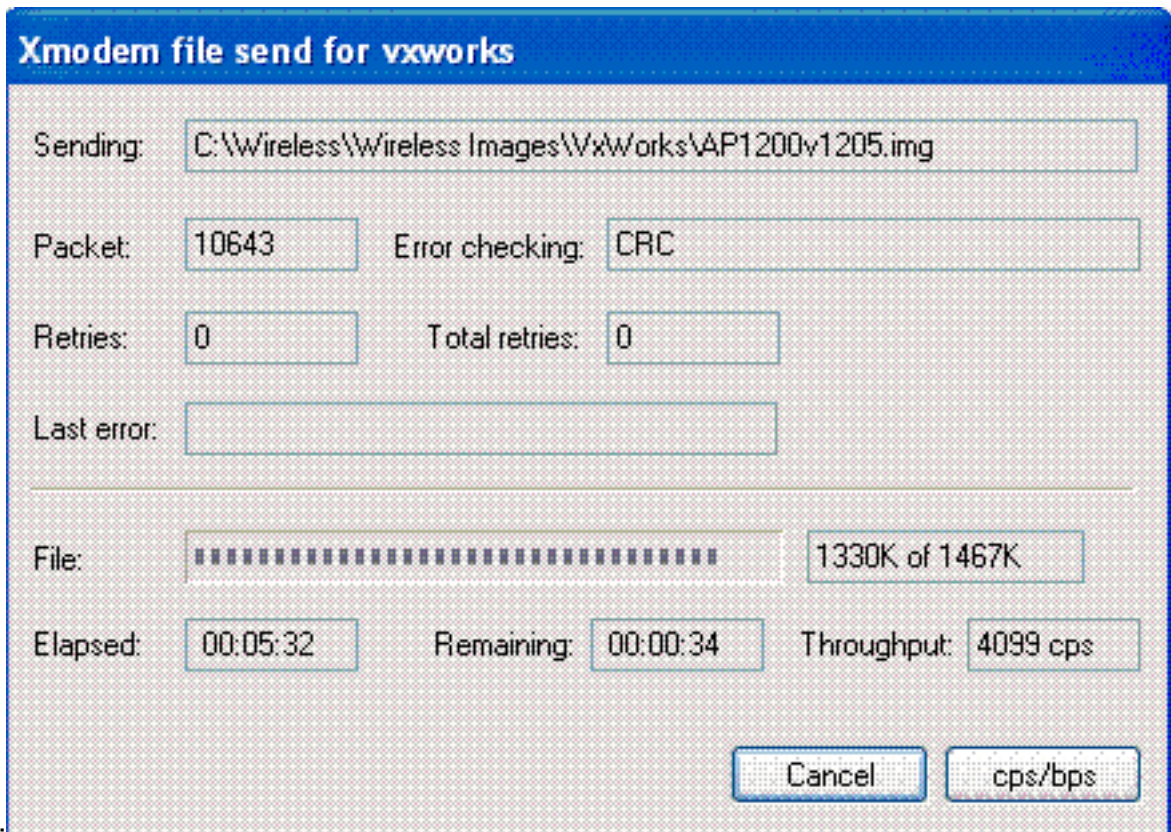 Xmodem file send for vxworks
Sending: C:\Wireless\Wireless Images\VxWorks\AP1200v1205.img
Packet: 10643 Error checking: CRC
Retries: 0 Total retries: 0
Last error:
File: 1330K of 1467K
Elapsed: 00:05:32 Remaining: 00:00:34 Throughput: 4099 cps
Cancel cps/bps